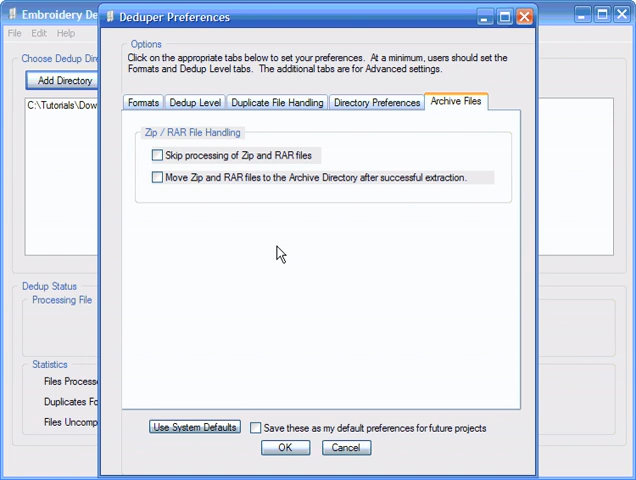 Embroidery De
Deduper Preferences
File Edit Help
Options
Click on the appropriate tabs below to set your preferences. At a minimum, users should set the
Formats and Dedup Level tabs. The additional tabs are for Advanced settings.
Choose Dedup Dire
Add Directory
Formats Dedup Level Duplicate File Handling Directory Preferences Archive Files
C:\Tutorials\Dow
Zip / RAR File Handling
Skip processing of Zip and RAR files
Move Zip and RAR files to the Archive Directory after successful extraction.
Dedup Status
Processing File
Statistics
Files Processe
Duplicates Fo
Files Uncomp
Use System Defaults
Save these as my default preferences for future projects
OK Cancel